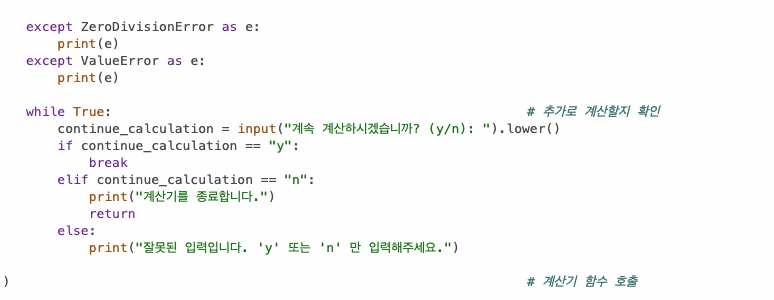 except ZeroDivisionError as e:
    print(e)
except ValueError as e:
    print(e)

while True:                                                     # 추가로 계산할지 확인
    continue_calculation = input("계속 계산하시겠습니까? (y/n): ").lower()
    if continue_calculation == "y":
        break
    elif continue_calculation == "n":
        print("계산기를 종료합니다.")
        return
    else:
        print("잘못된 입력입니다. 'y' 또는 'n' 만 입력해주세요.")

)                                                               # 계산기 함수 호출